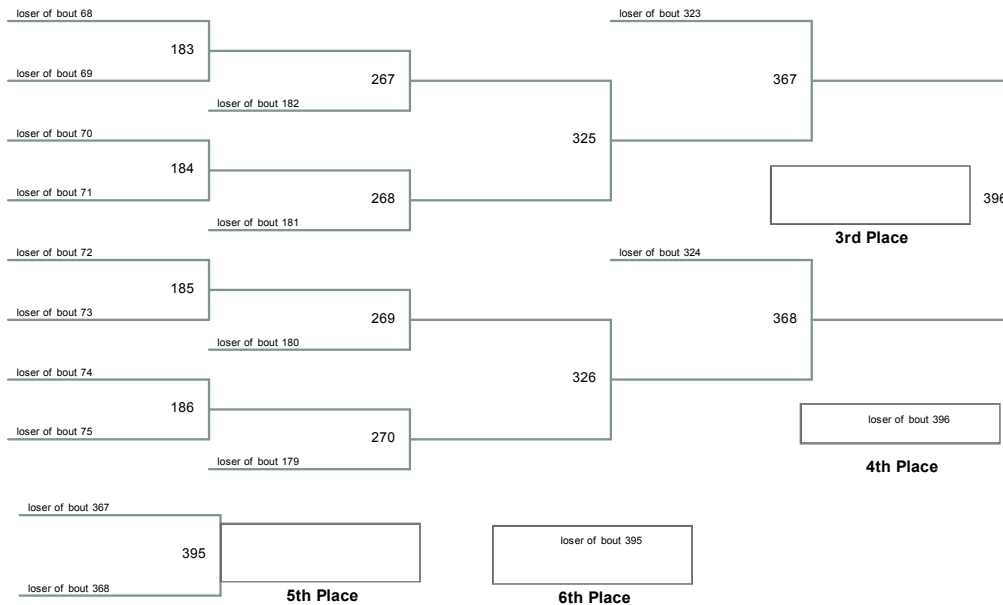 loser of bout 68
loser of bout 323
183
loser of bout 69
267
367
loser of bout 182
loser of bout 70
325
184
loser of bout 71
268
396
loser of bout 181
3rd Place
loser of bout 72
loser of bout 324
185
loser of bout 73
269
368
loser of bout 180
loser of bout 74
326
186
loser of bout 75
270
loser of bout 396
loser of bout 179
4th Place
loser of bout 367
395
loser of bout 395
loser of bout 368
5th Place
6th Place